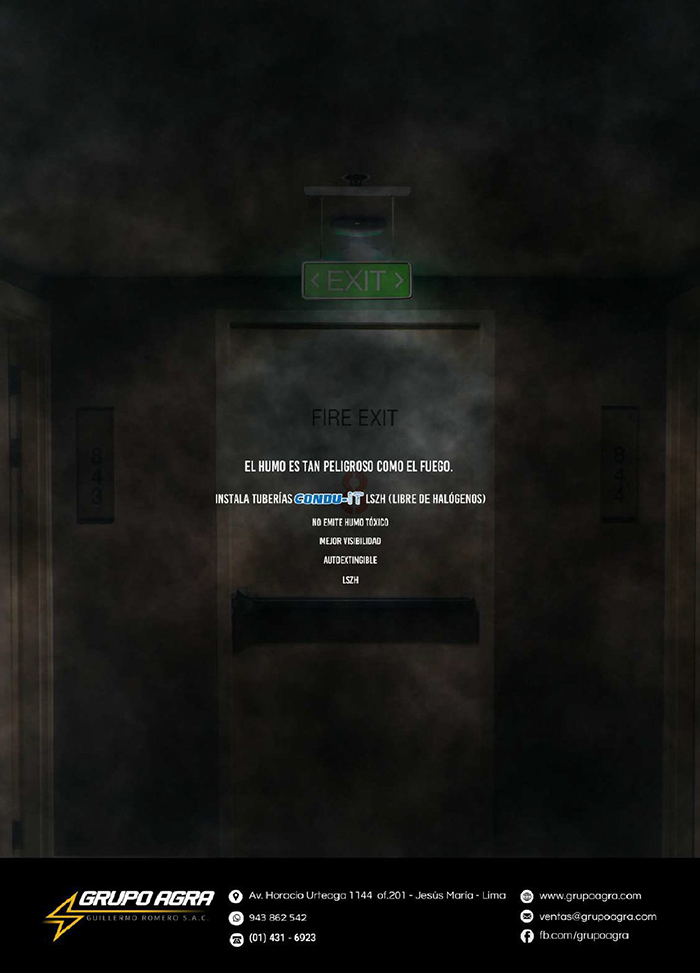 < EXIT >
FIRE EXIT
EL HUMO ES TAN PELIGROSO COMO EL FUEGO.
INSTALA TUBERÍAS CONDU-IT LSZH (LIBRE DE HALÓGENOS)
NO EMITE HUMO TÓXICO
MEJOR VISIBILIDAD
AUTOEXTINGIBLE
LSZH
GRUPO AGRA
GUILLERMO ROMERO S.A.C.
Av. Horacio Urteaga 1144 of.201 - Jesús María - Lima
943 862 542
(01) 431 - 6923
www.grupoagra.com
ventas@grupoagra.com
fb.com/grupoagra